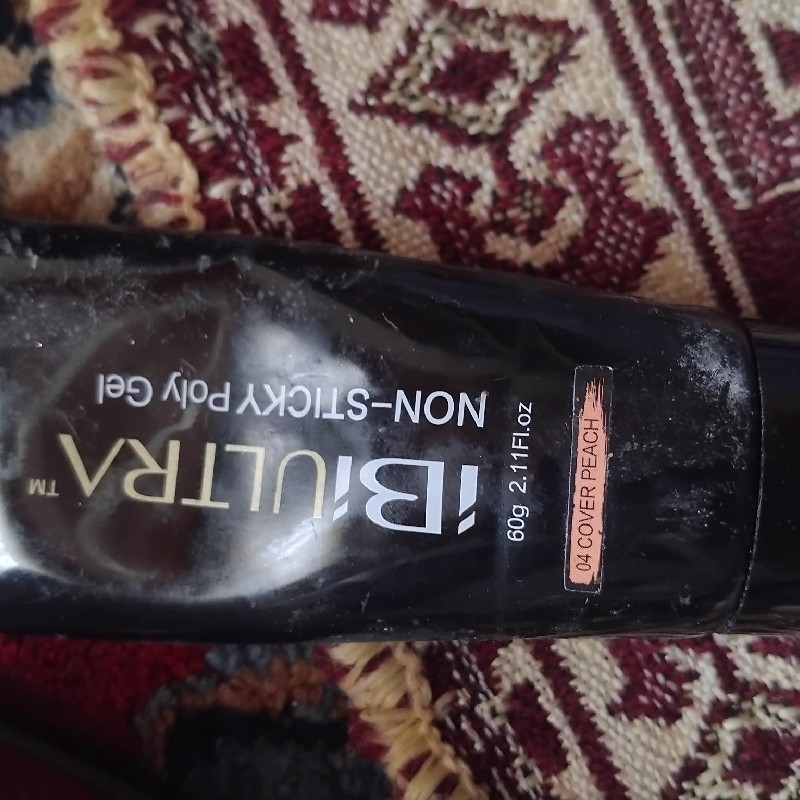 iBiULTRA™
NON-STICKY Poly Gel
60g 2.11Fl.oz
04 COVER PEACH